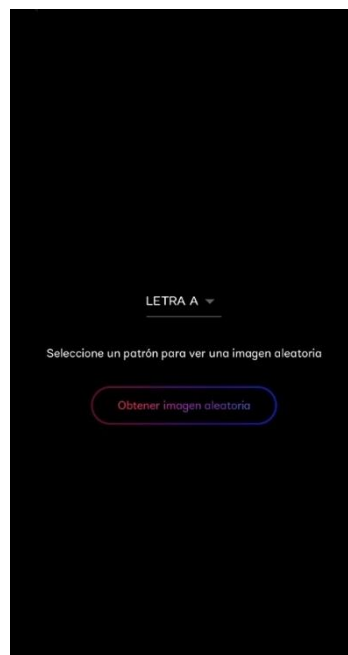 LETRA A
Seleccione un patrón para ver una imagen aleatoria
Obtener imagen aleatoria